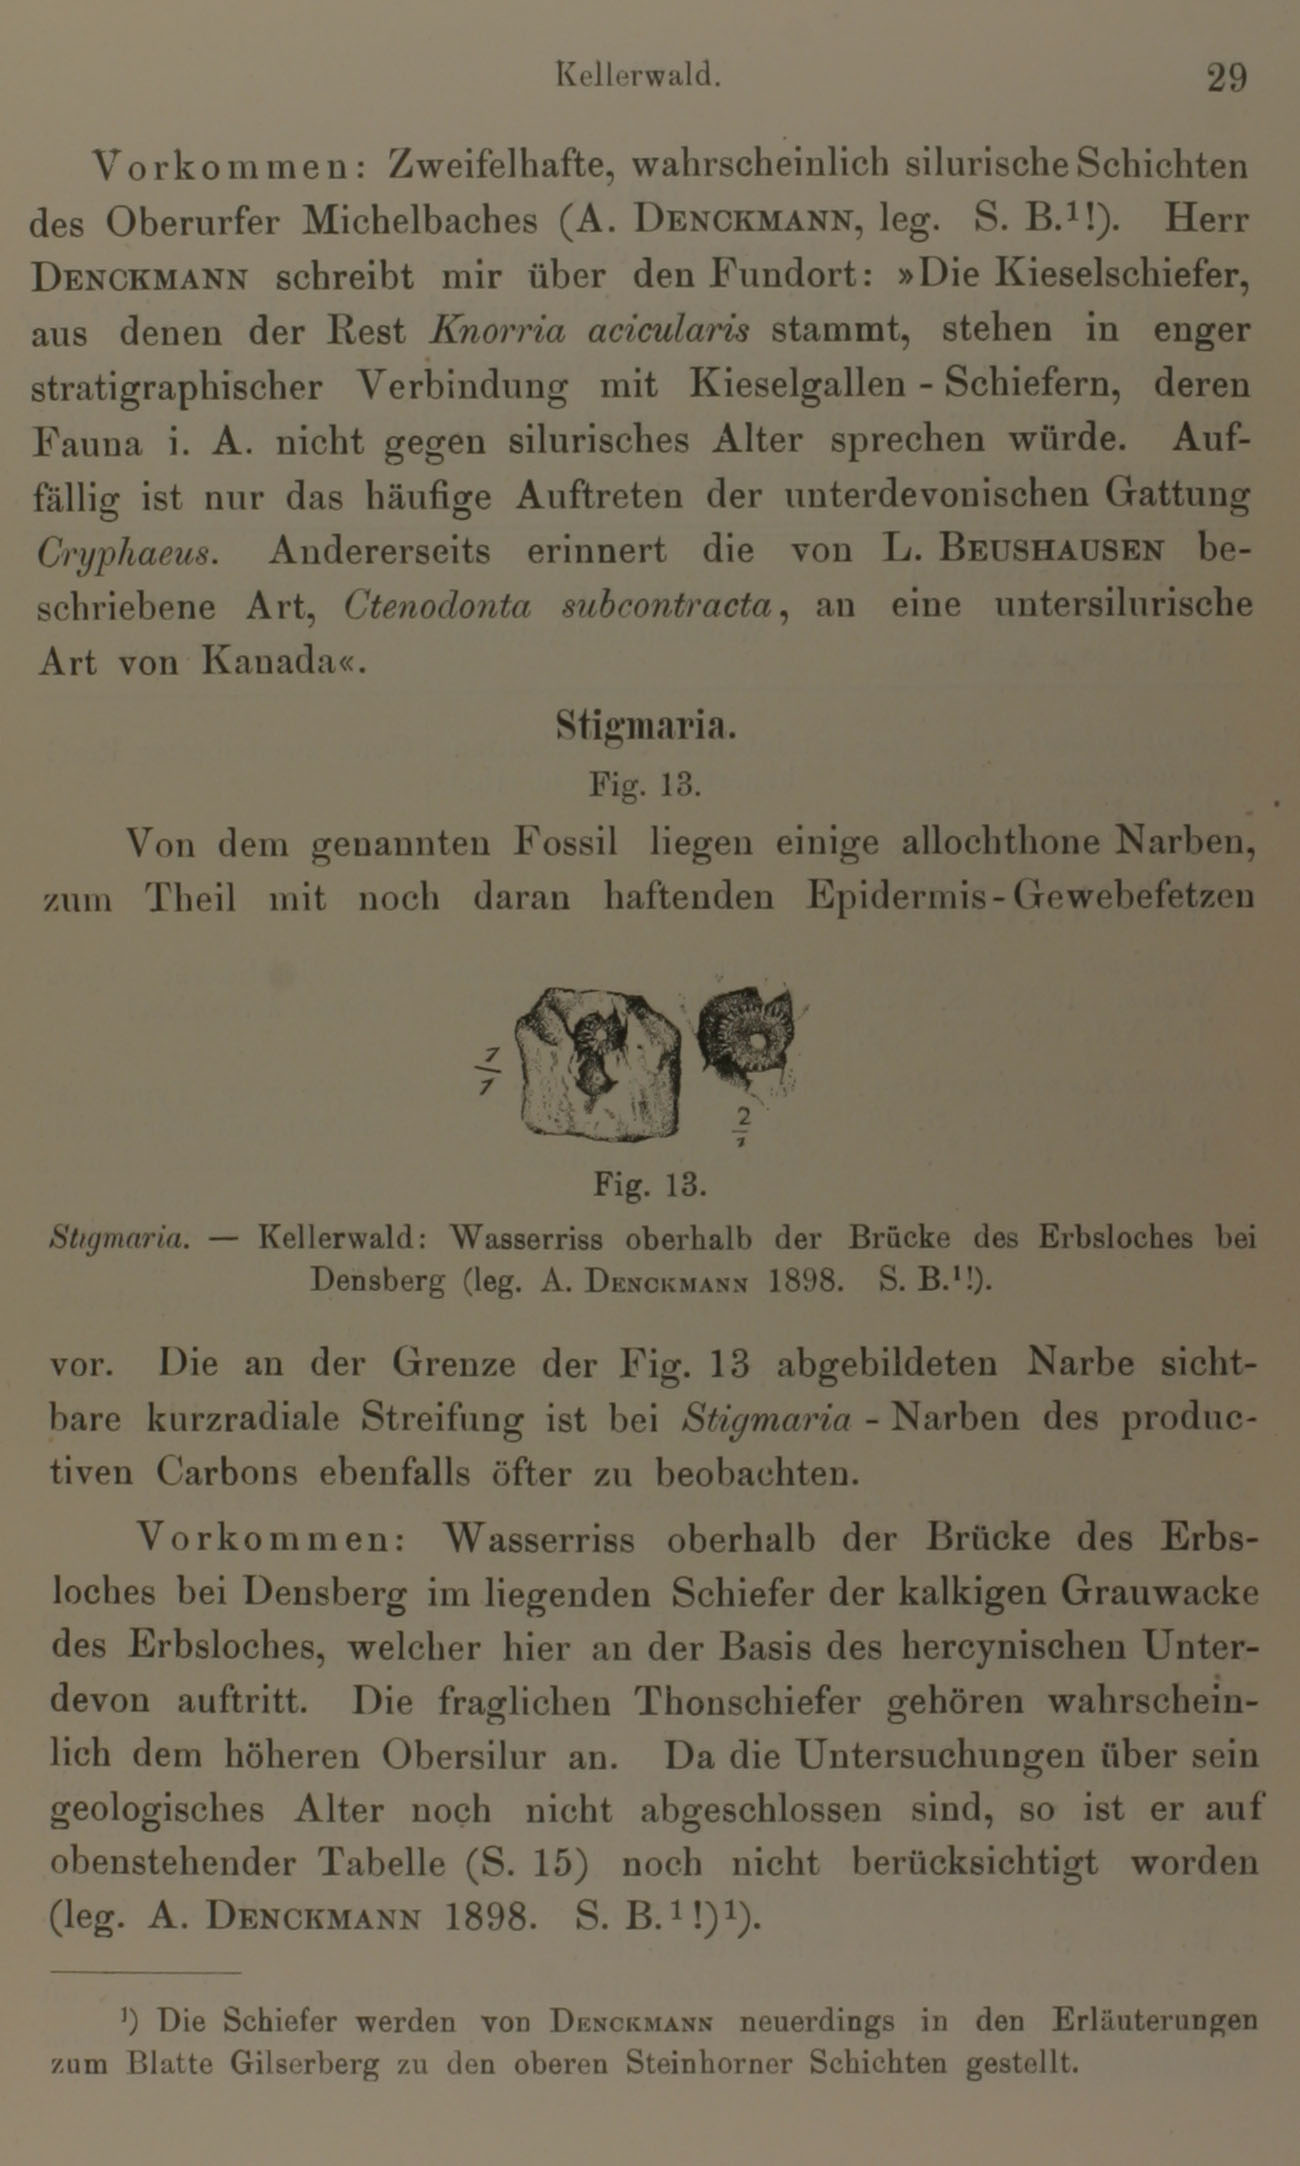 Kellerwald. 29
Vorkommen: Zweifelhafte, wahrscheinlich silurische Schichten
des Oberurfer Michelbaches (A. DENCKMANN, leg. S. B.¹!). Herr
DENCKMANN schreibt mir über den Fundort: »Die Kieselschiefer,
aus denen der Rest Knorria acicularis stammt, stehen in enger
stratigraphischer Verbindung mit Kieselgallen-Schiefern, deren
Fauna i. A. nicht gegen silurisches Alter sprechen würde. Auf-
fällig ist nur das häufige Auftreten der unterdevonischen Gattung
Cryphaeus. Andererseits erinnert die von L. BEUSHAUSEN be-
schriebene Art, Ctenodonta subcontracta, an eine untersilurische
Art von Kanada«.
Stigmaria.
Fig. 13.
Von dem genannten Fossil liegen einige allochthone Narben,
zum Theil mit noch daran haftenden Epidermis-Gewebefetzen
1/1
2/1
Fig. 13.
Stigmaria. — Kellerwald: Wasserriss oberhalb der Brücke des Erbsloches bei
Densberg (leg. A. DENCKMANN 1898. S. B.¹!).
vor. Die an der Grenze der Fig. 13 abgebildeten Narbe sicht-
bare kurzradiale Streifung ist bei Stigmaria-Narben des produc-
tiven Carbons ebenfalls öfter zu beobachten.
Vorkommen: Wasserriss oberhalb der Brücke des Erbs-
loches bei Densberg im liegenden Schiefer der kalkigen Grauwacke
des Erbsloches, welcher hier an der Basis des hercynischen Unter-
devon auftritt. Die fraglichen Thonschiefer gehören wahrschein-
lich dem höheren Obersilur an. Da die Untersuchungen über sein
geologisches Alter noch nicht abgeschlossen sind, so ist er auf
obenstehender Tabelle (S. 15) noch nicht berücksichtigt worden
(leg. A. DENCKMANN 1898. S. B.¹!)¹).
¹) Die Schiefer werden von DENCKMANN neuerdings in den Erläuterungen
zum Blatte Gilserberg zu den oberen Steinhorner Schichten gestellt.